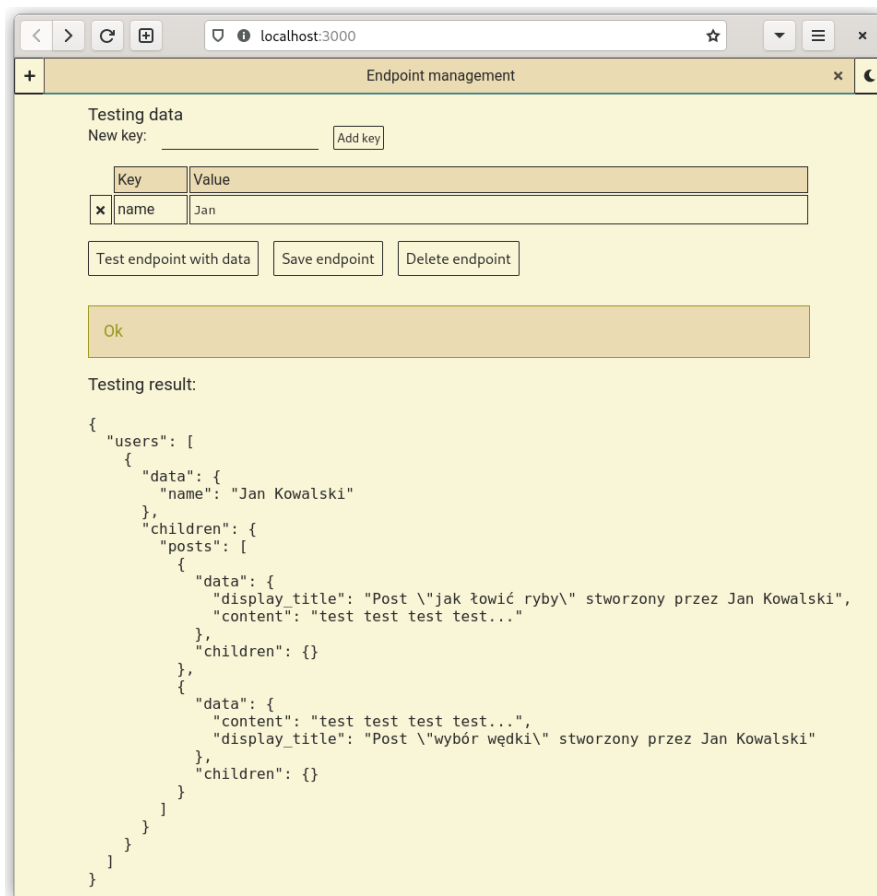 localhost:3000
Endpoint management
Testing data
New key:
Add key
Key Value
name Jan
Test endpoint with data Save endpoint Delete endpoint
Ok
Testing result:
{
  "users": [
    {
      "data": {
        "name": "Jan Kowalski"
      },
      "children": {
        "posts": [
          {
            "data": {
              "display_title": "Post \"jak łowić ryby\" stworzony przez Jan Kowalski",
              "content": "test test test test..."
            },
            "children": {}
          },
          {
            "data": {
              "content": "test test test test...",
              "display_title": "Post \"wybór wędki\" stworzony przez Jan Kowalski"
            },
            "children": {}
          }
        ]
      }
    }
  ]
}